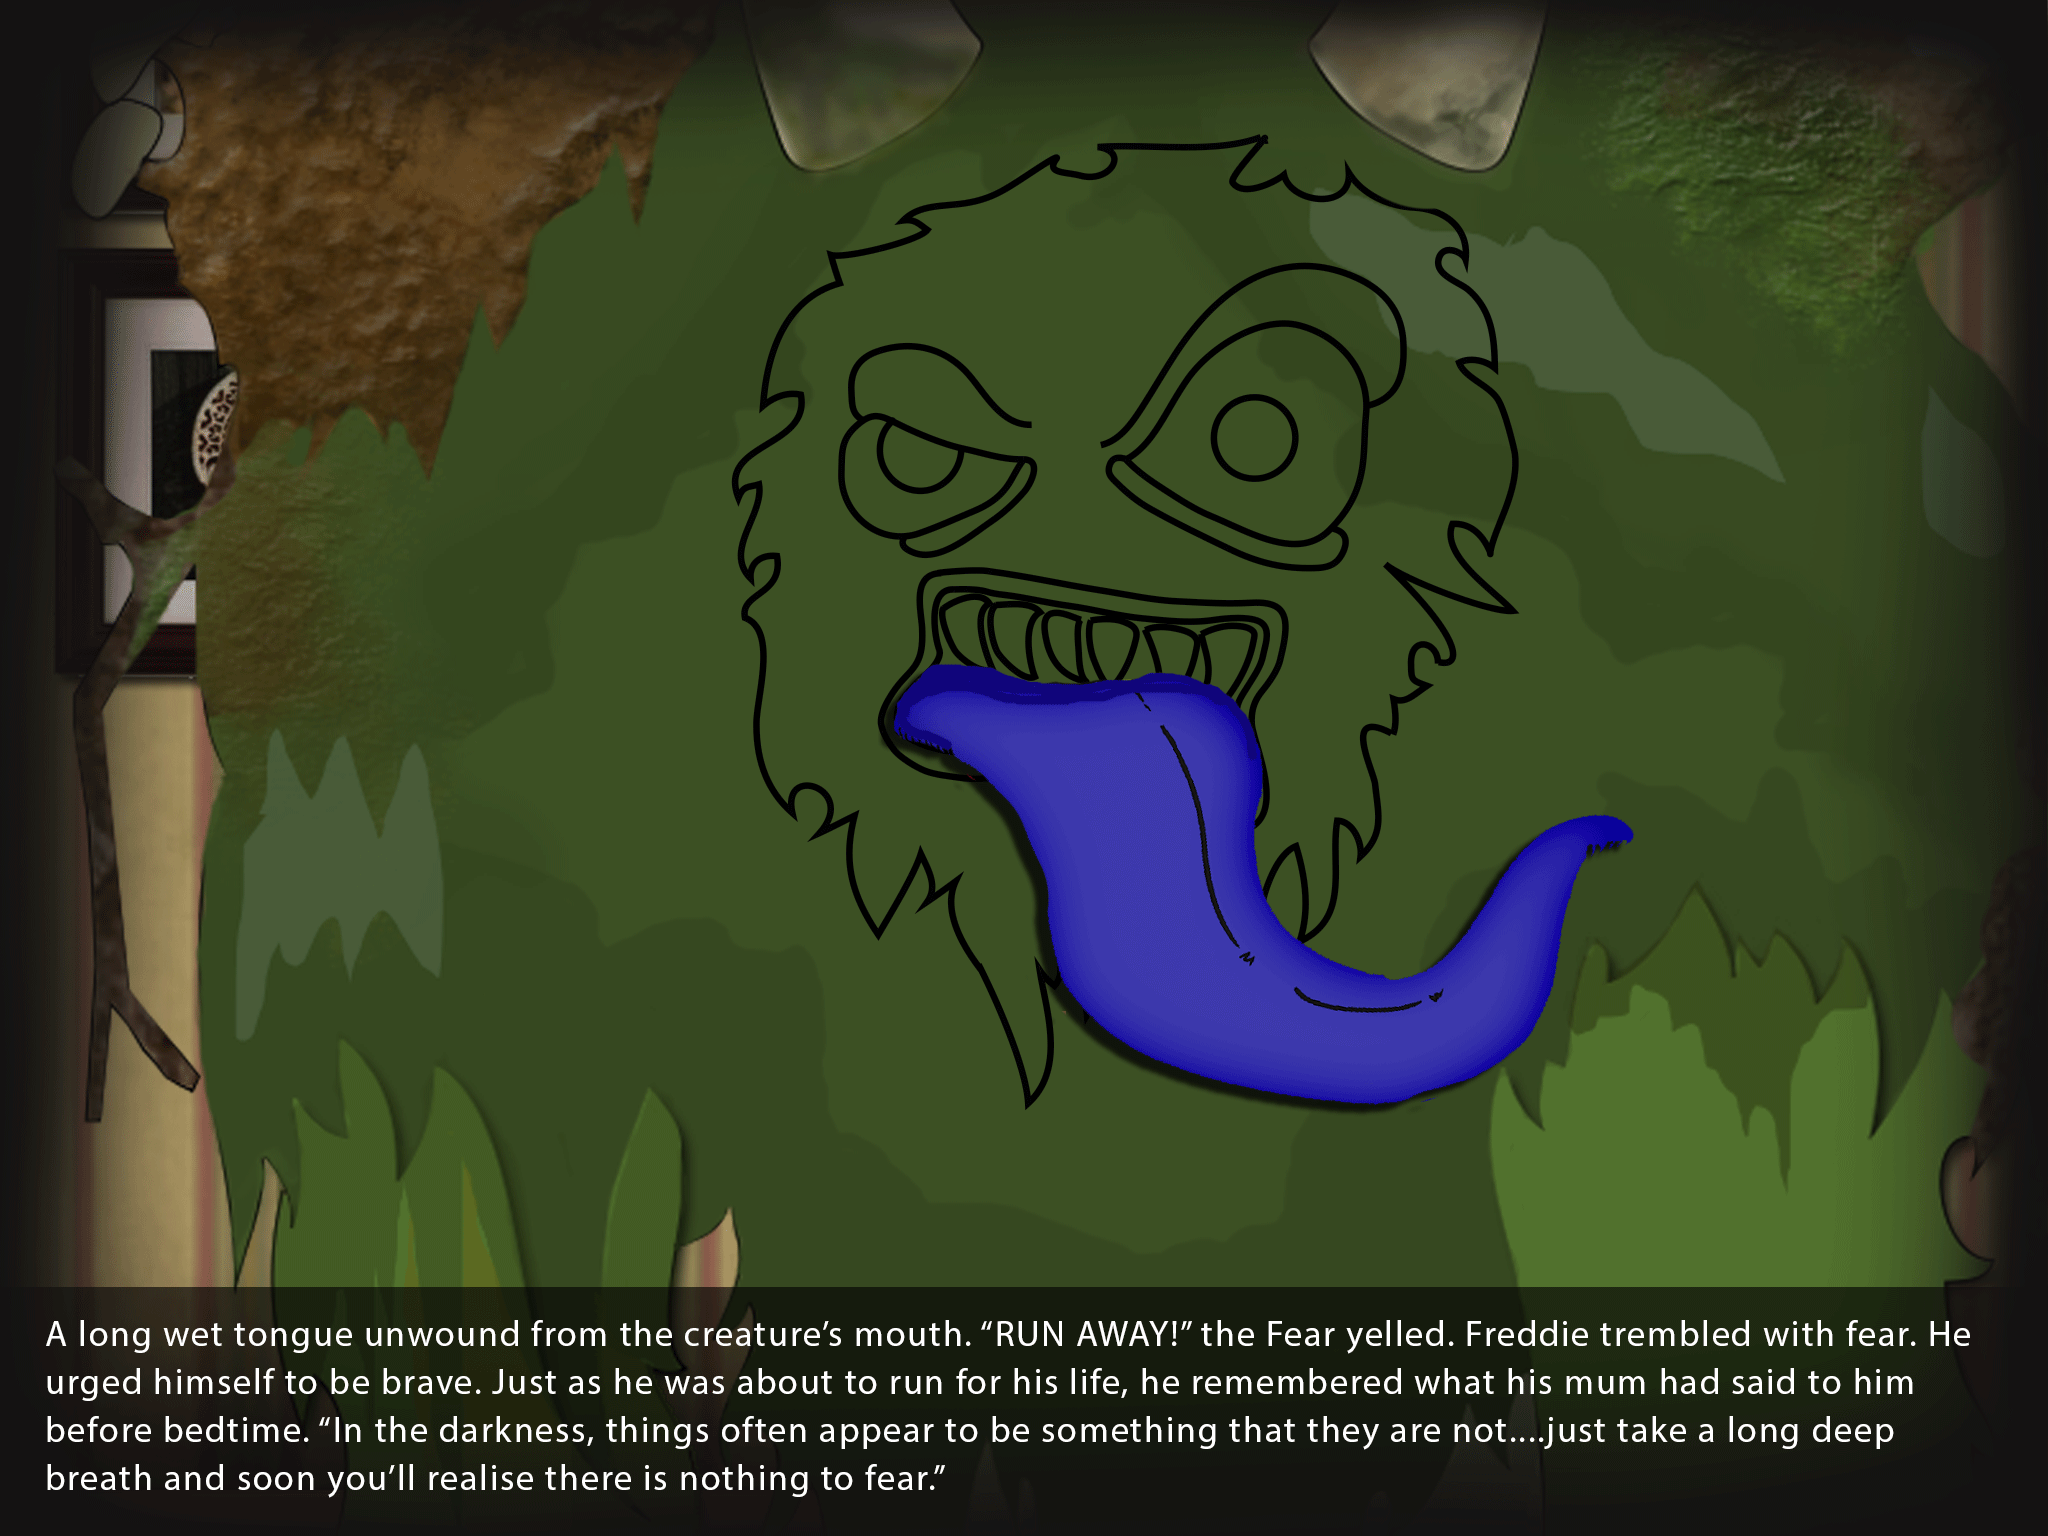 A long wet tongue unwound from the creature’s mouth. “RUN AWAY!” the Fear yelled. Freddie trembled with fear. He
urged himself to be brave. Just as he was about to run for his life, he remembered what his mum had said to him
before bedtime. “In the darkness, things often appear to be something that they are not....just take a long deep
breath and soon you’ll realise there is nothing to fear.”